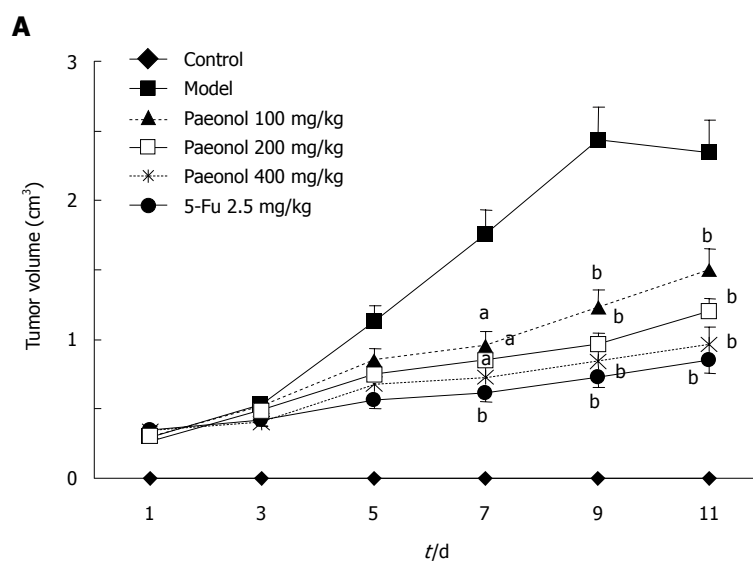 A
Control
Model
Paeonol 100 mg/kg
Paeonol 200 mg/kg
Paeonol 400 mg/kg
5-Fu 2.5 mg/kg
Tumor volume (cm³)
3
2
1
0
a
a
a
b
b
b
b
b
b
b
b
b
1
3
5
7
9
11
t/d